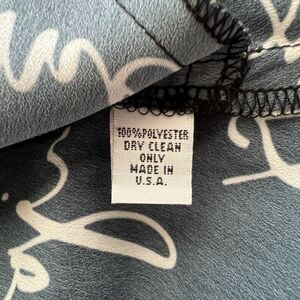 100%POLYESTER
DRY CLEAN
ONLY
MADE IN
U.S.A.